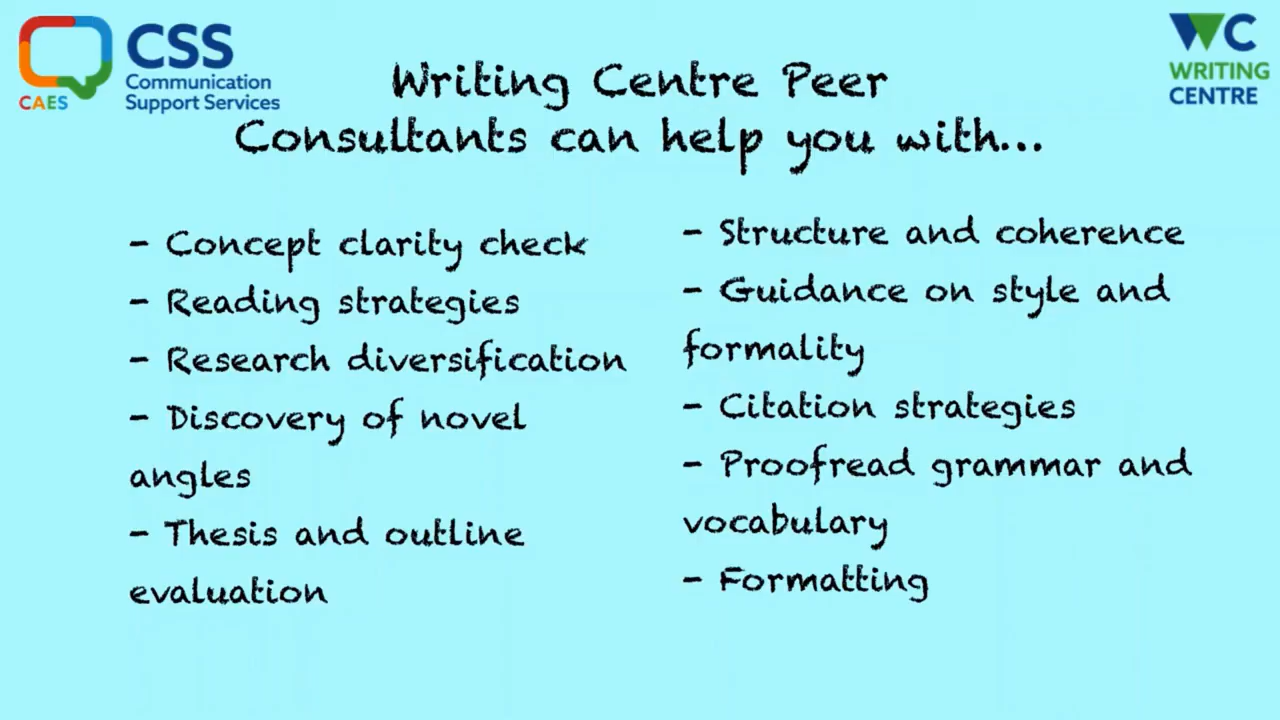 CAES
CSS
Communication
Support Services
WC
WRITING
CENTRE
Writing Centre Peer
Consultants can help you with...
- Concept clarity check
- Reading strategies
- Research diversification
- Discovery of novel
angles
- Thesis and outline
evaluation
- Structure and coherence
- Guidance on style and
formality
- Citation strategies
- Proofread grammar and
vocabulary
- Formatting